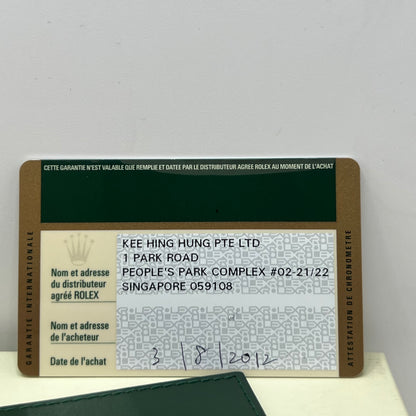 CETTE GARANTIE N'EST VALABLE QUE REMPLIE ET DATEE PAR LE DISTRIBUTEUR AGREE ROLEX AU MOMENT DE L'ACHAT
GARANTIE INTERNATIONALE
Nom et adresse
du distributeur
agréé ROLEX
KEE HING HUNG PTE LTD
1 PARK ROAD
PEOPLE'S PARK COMPLEX #02-21/22
SINGAPORE 059108
Nom et adresse
de l'acheteur
Date de l'achat
3/8/2012
ATTESTATION DE CHRONOMETRE